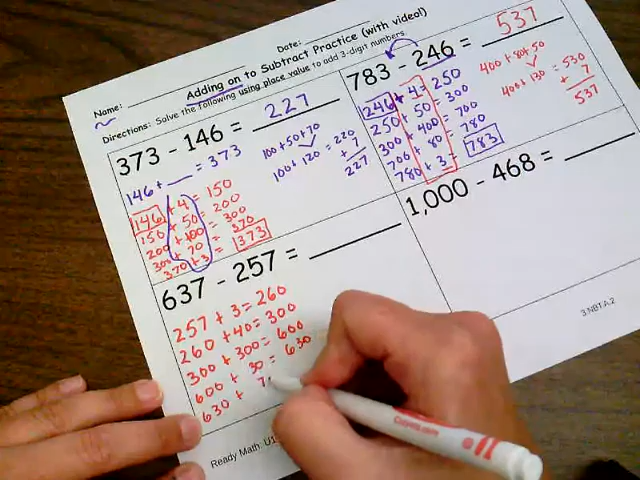 Name:
Date:
Adding on to Subtract Practice (with video!)
Directions: Solve the following using place value to add 3-digit numbers.
373 - 146 = 227
146 + __ = 373
146 + 4 = 150
150 + 50 = 200
200 + 100 = 300
300 + 70 = 370
370 + 3 = 373
100 + 50 + 70
100 + 120 = 220
+ 7
227
783 - 246 = 537
246 + 4 = 250
250 + 50 = 300
300 + 400 = 700
700 + 80 = 780
780 + 3 = 783
400 + 80 + 50
400 + 130 = 530
+ 7
537
637 - 257 =
257 + 3 = 260
260 + 40 = 300
300 + 300 = 600
600 + 30 = 630
630 + 7
1,000 - 468 =
3.NBT.A.2
Ready Math: U1